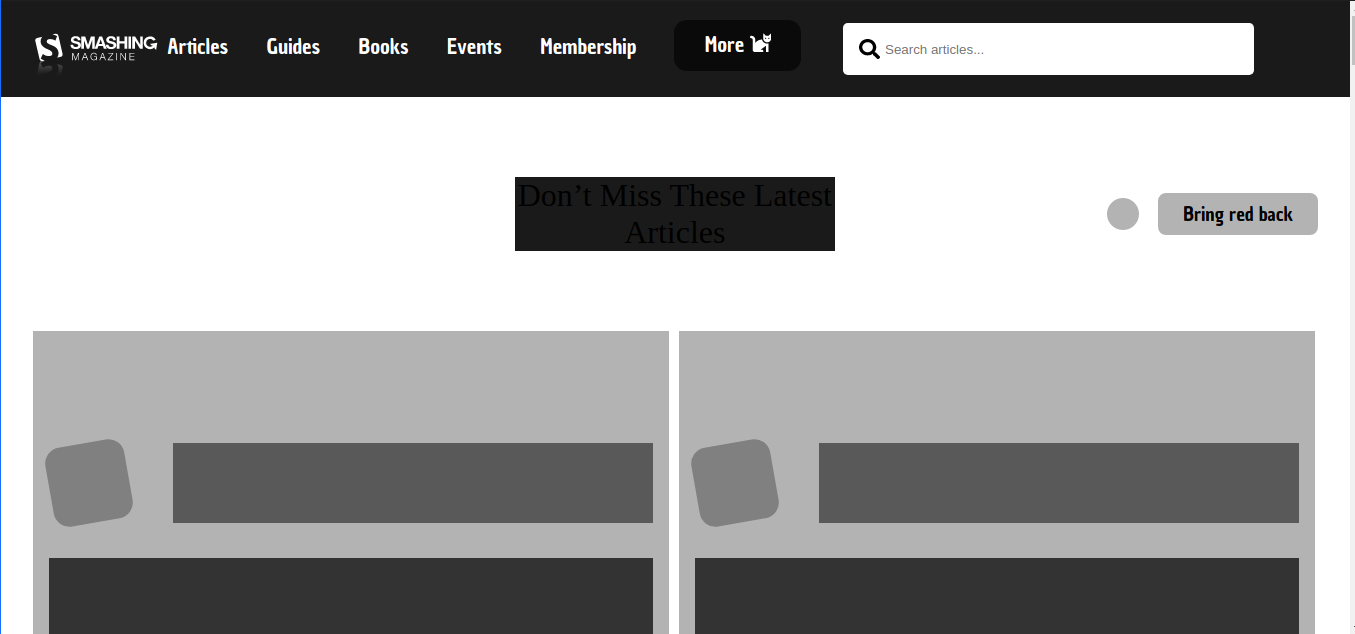 SMASHING
MAGAZINE
Articles
Guides
Books
Events
Membership
More
Search articles...
Don’t Miss These Latest
Articles
Bring red back